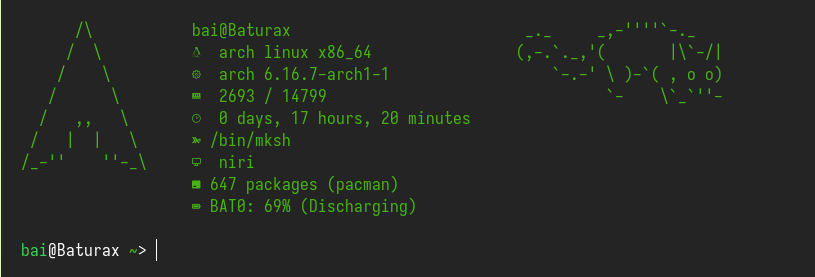 bai@Baturax
arch linux x86_64
arch 6.16.7-arch1-1
2693 / 14799
0 days, 17 hours, 20 minutes
/bin/mksh
niri
647 packages (pacman)
BAT0: 69% (Discharging)
bai@Baturax ~>